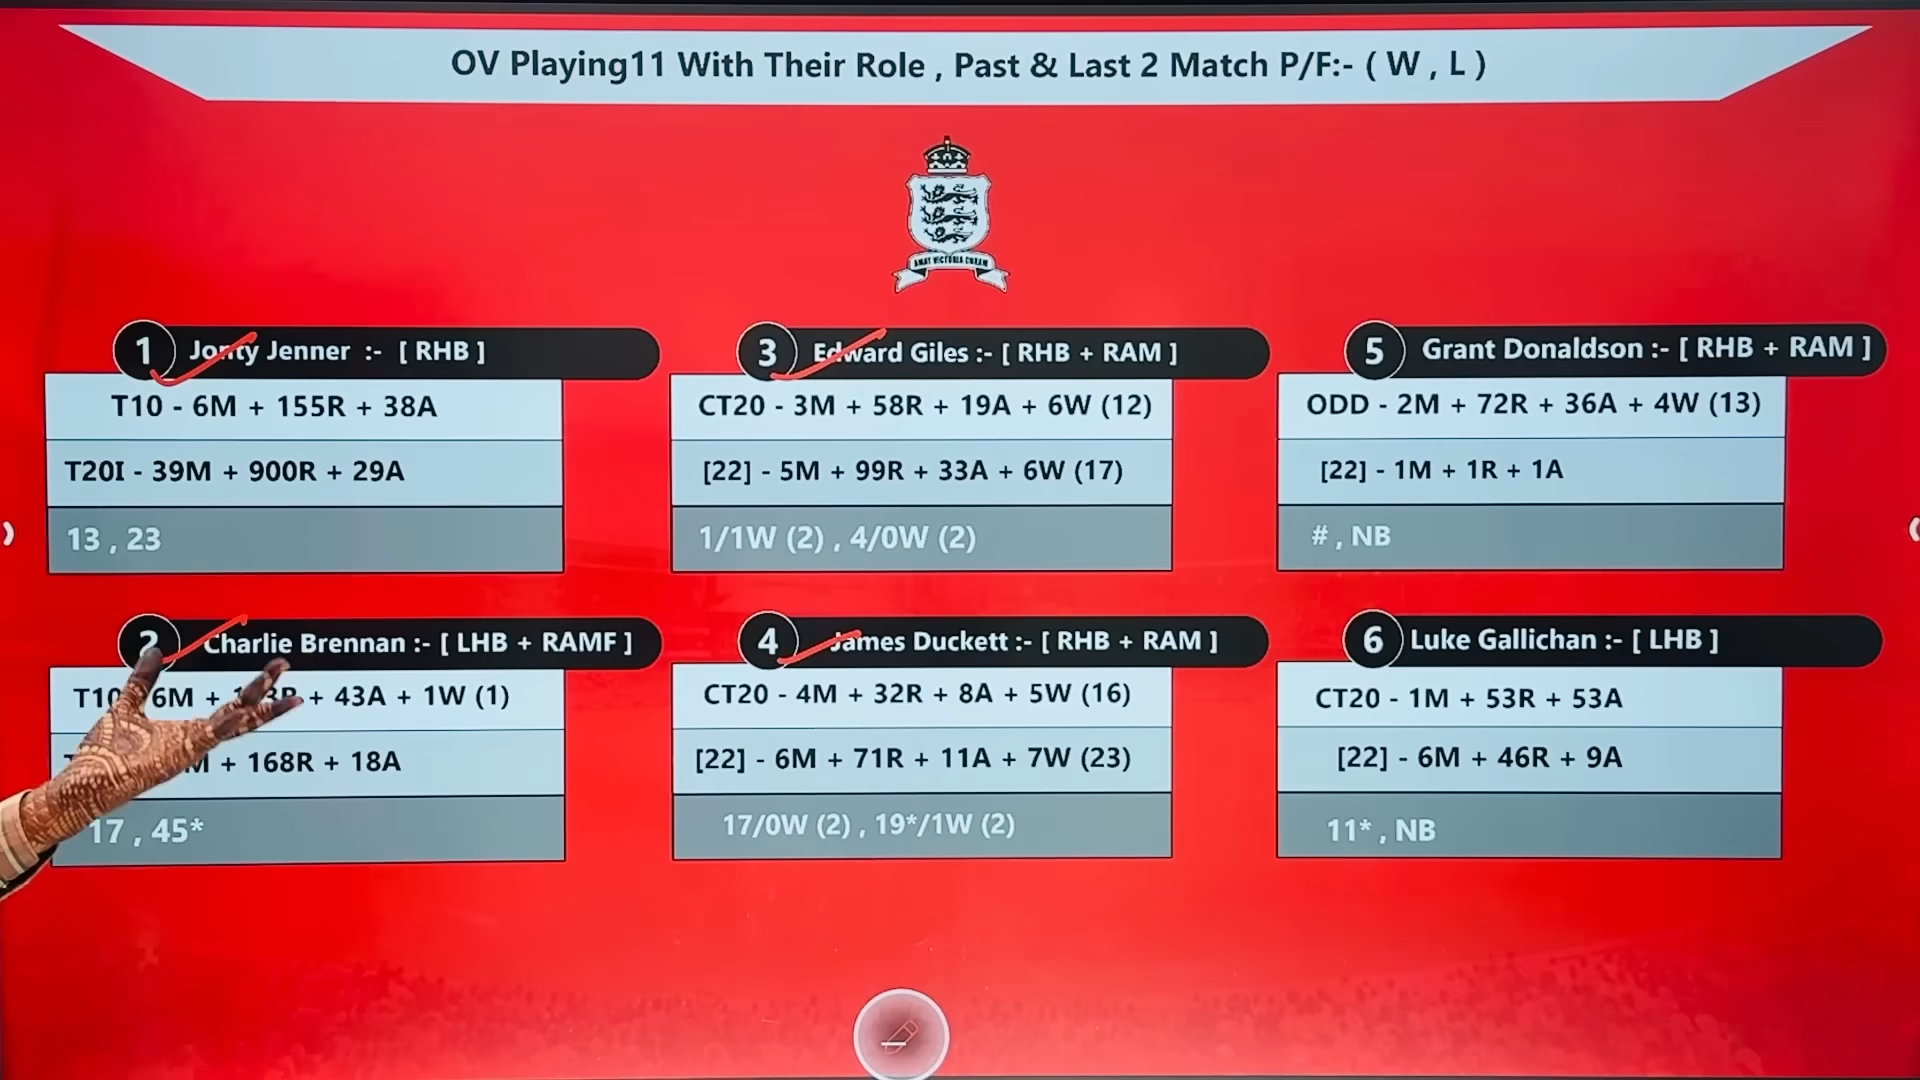 OV Playing11 With Their Role , Past & Last 2 Match P/F:- ( W , L )
AMAT VICTORIA CURAM
1 Jonty Jenner :- [ RHB ]
T10 - 6M + 155R + 38A
T20I - 39M + 900R + 29A
13 , 23
2 Charlie Brennan :- [ LHB + RAMF ]
T10 6M + + 43A + 1W (1)
+ 168R + 18A
17 , 45*
3 Edward Giles :- [ RHB + RAM ]
CT20 - 3M + 58R + 19A + 6W (12)
[22] - 5M + 99R + 33A + 6W (17)
1/1W (2) , 4/0W (2)
4 James Duckett :- [ RHB + RAM ]
CT20 - 4M + 32R + 8A + 5W (16)
[22] - 6M + 71R + 11A + 7W (23)
17/0W (2) , 19*/1W (2)
5 Grant Donaldson :- [ RHB + RAM ]
ODD - 2M + 72R + 36A + 4W (13)
[22] - 1M + 1R + 1A
# , NB
6 Luke Gallichan :- [ LHB ]
CT20 - 1M + 53R + 53A
[22] - 6M + 46R + 9A
11* , NB